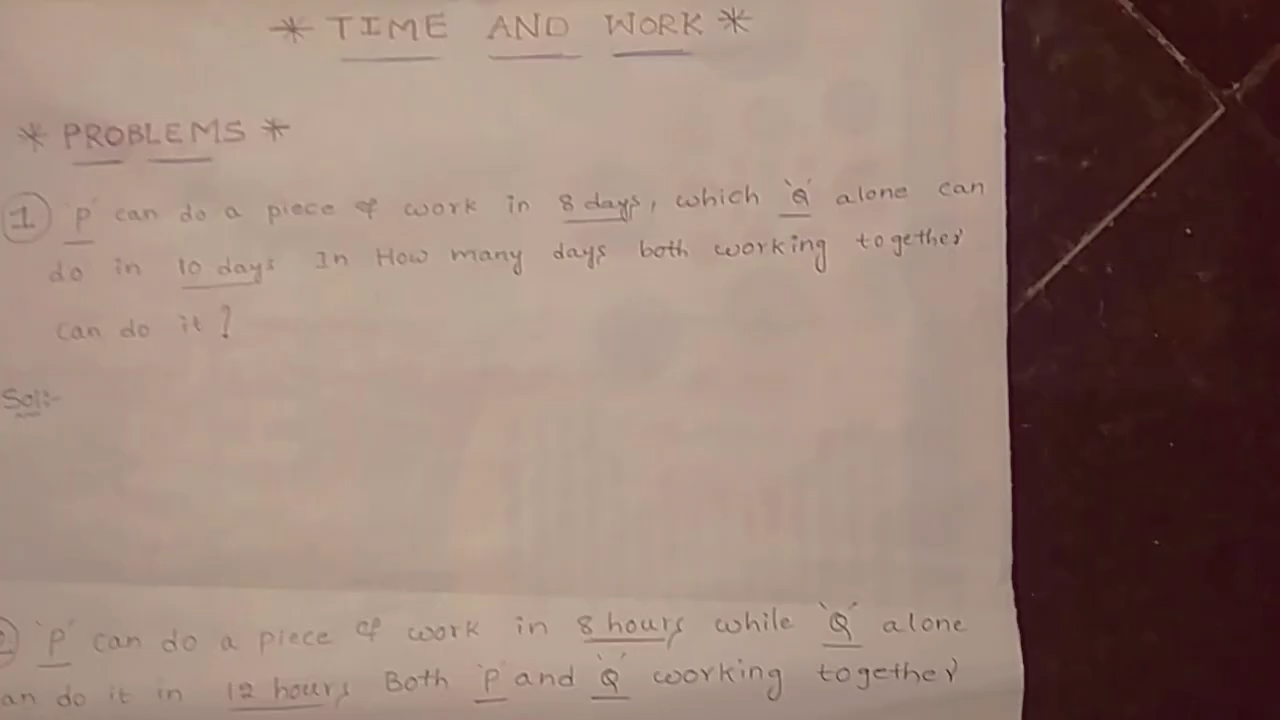 * TIME AND WORK *
* PROBLEMS *
1 'P' can do a piece of work in 8 days, which 'Q' alone can
do in 10 days In How many days both working together
can do it?
Sol:-
'P' can do a piece of work in 8 hours while 'Q' alone
an do it in 12 hours Both 'P' and 'Q' working together